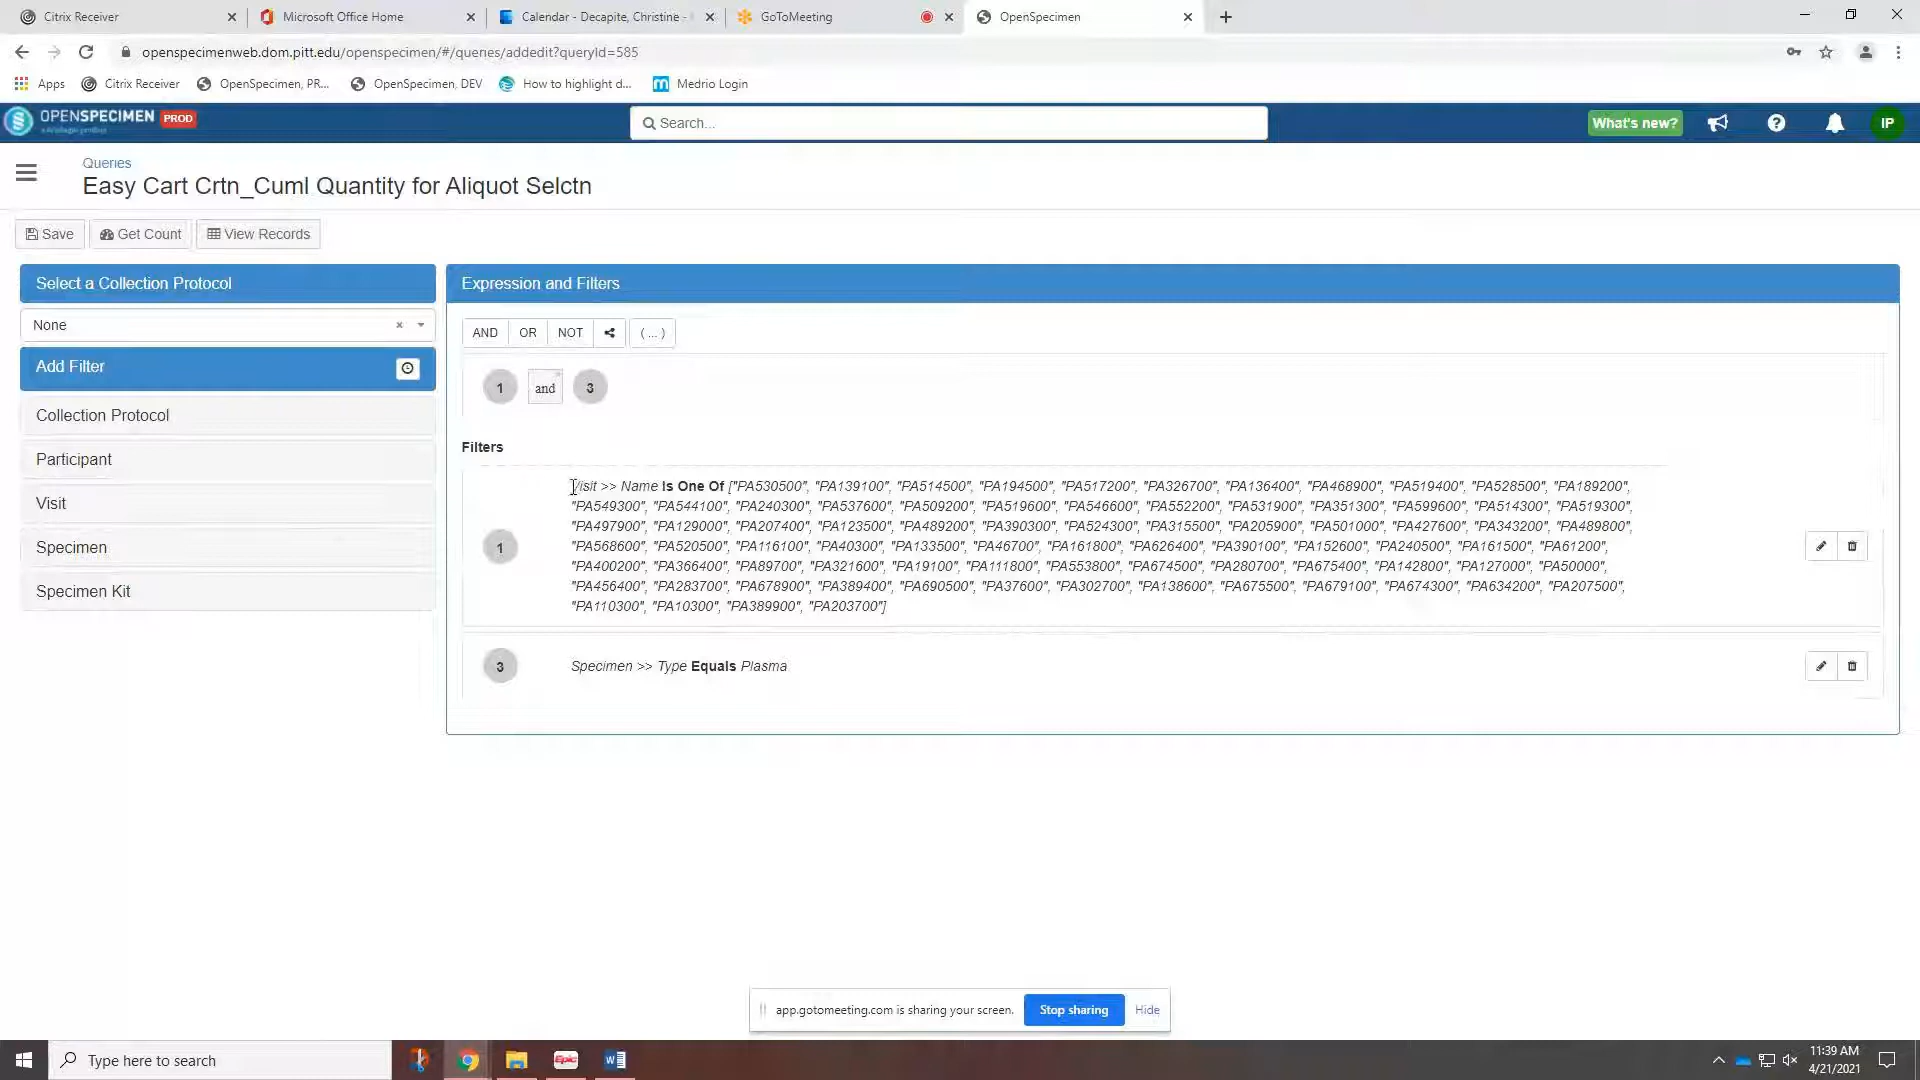 Citrix Receiver
Microsoft Office Home
Calendar - Decapite, Christine -
GoToMeeting
OpenSpecimen
openspecimenweb.dom.pitt.edu/openspecimen/#/queries/addedit?queryId=585
Apps
Citrix Receiver
OpenSpecimen, PR...
OpenSpecimen, DEV
How to highlight d...
Medrio Login
OPENSPECIMEN PROD
Search...
What's new?
IP
Queries
Easy Cart Crtn_Cuml Quantity for Aliquot Selctn
Save
Get Count
View Records
Select a Collection Protocol
None
Add Filter
Collection Protocol
Participant
Visit
Specimen
Specimen Kit
Expression and Filters
AND OR NOT ( ... )
1 and 3
Filters
1
Visit >> Name Is One Of ["PA530500", "PA139100", "PA514500", "PA194500", "PA517200", "PA326700", "PA136400", "PA468900", "PA519400", "PA528500", "PA189200",
"PA549300", "PA544100", "PA240300", "PA537600", "PA509200", "PA519600", "PA546600", "PA552200", "PA531900", "PA351300", "PA599600", "PA514300", "PA519300",
"PA497900", "PA129000", "PA207400", "PA123500", "PA489200", "PA390300", "PA524300", "PA315500", "PA205900", "PA501000", "PA427600", "PA343200", "PA489800",
"PA568600", "PA520500", "PA116100", "PA40300", "PA133500", "PA46700", "PA161800", "PA626400", "PA390100", "PA152600", "PA240500", "PA161500", "PA61200",
"PA400200", "PA366400", "PA89700", "PA321600", "PA19100", "PA111800", "PA553800", "PA674500", "PA280700", "PA675400", "PA142800", "PA127000", "PA50000",
"PA456400", "PA283700", "PA678900", "PA389400", "PA690500", "PA37600", "PA302700", "PA138600", "PA675500", "PA679100", "PA674300", "PA634200", "PA207500",
"PA110300", "PA10300", "PA389900", "PA203700"]
3
Specimen >> Type Equals Plasma
app.gotomeeting.com is sharing your screen.
Stop sharing
Hide
Type here to search
Epic
11:39 AM
4/21/2021